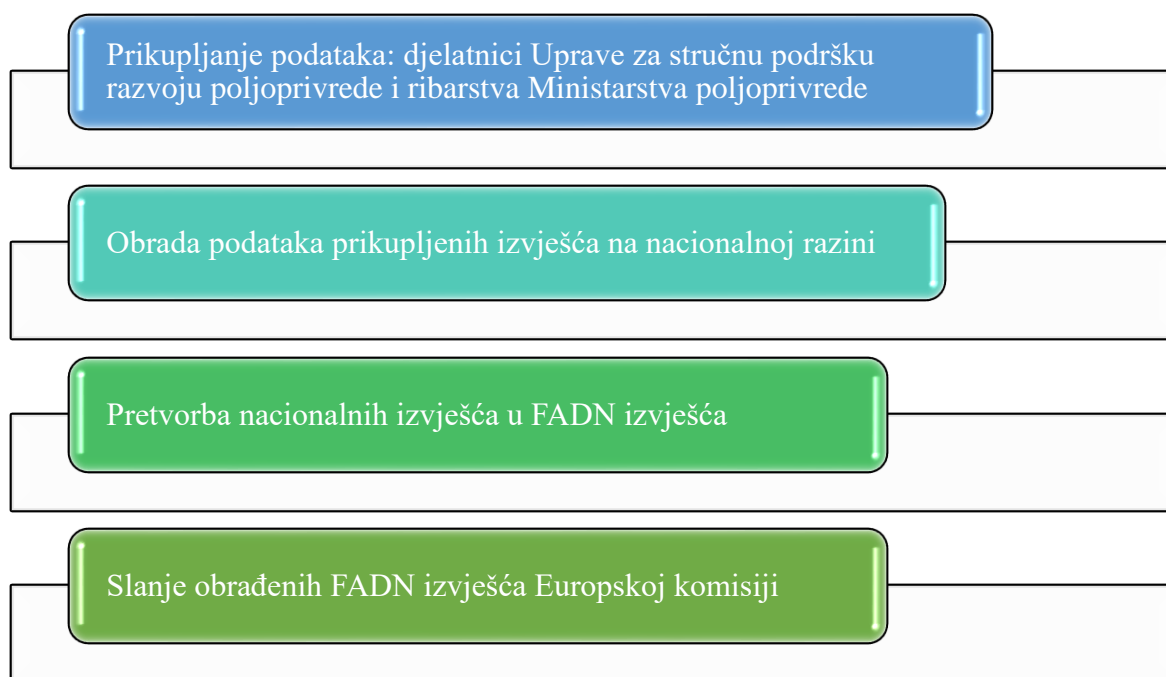 Prikupljanje podataka: djelatnici Uprave za stručnu podršku
razvoju poljoprivrede i ribarstva Ministarstva poljoprivrede
Obrada podataka prikupljenih izvješća na nacionalnoj razini
Pretvorba nacionalnih izvješća u FADN izvješća
Slanje obrađenih FADN izvješća Europskoj komisiji